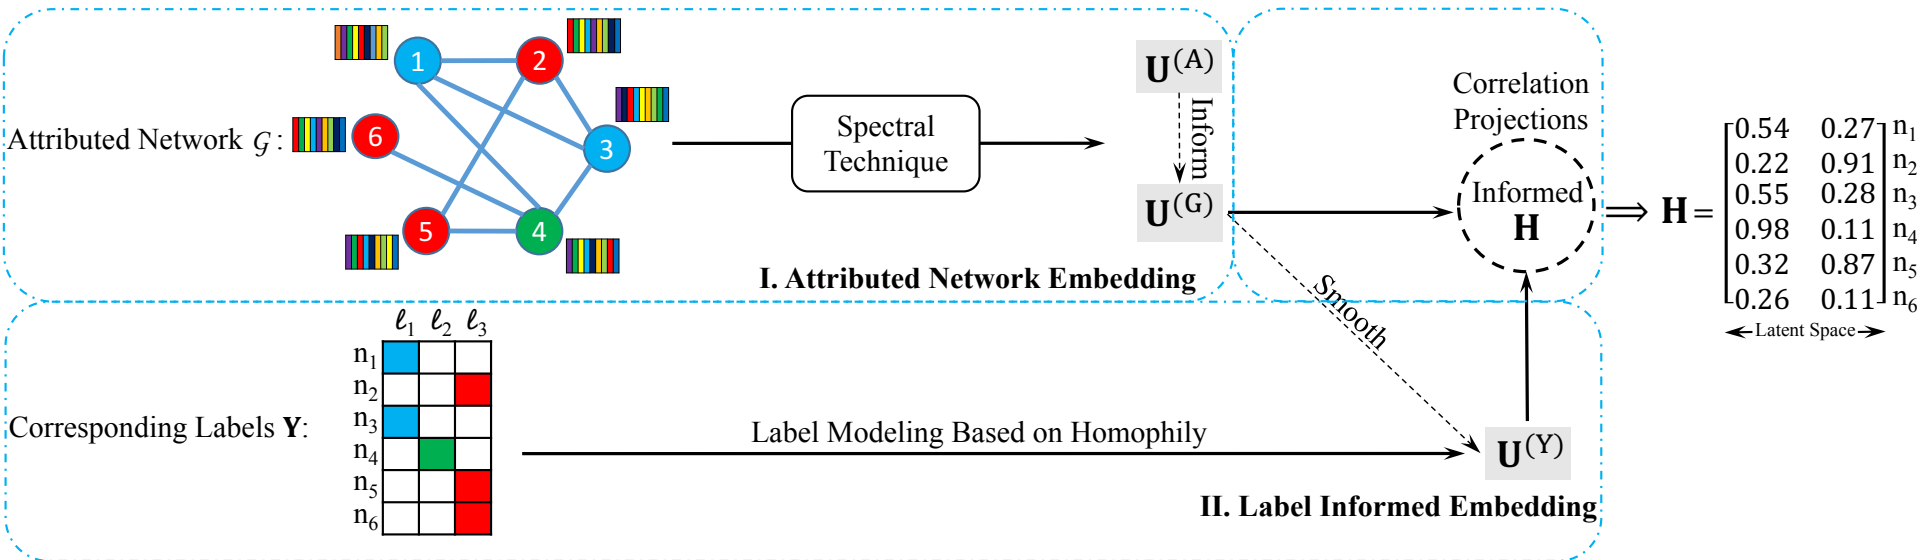 Attributed Network 𝒢 :
1
2
3
6
5
4
Spectral
Technique
U(A)
Inform
U(G)
I. Attributed Network Embedding
Correlation
Projections
Informed
H
⟹ H =
0.54 0.27 n1
0.22 0.91 n2
0.55 0.28 n3
0.98 0.11 n4
0.32 0.87 n5
0.26 0.11 n6
Latent Space
Smooth
ℓ1 ℓ2 ℓ3
n1
n2
n3
n4
n5
n6
Corresponding Labels Y:
Label Modeling Based on Homophily
U(Y)
II. Label Informed Embedding